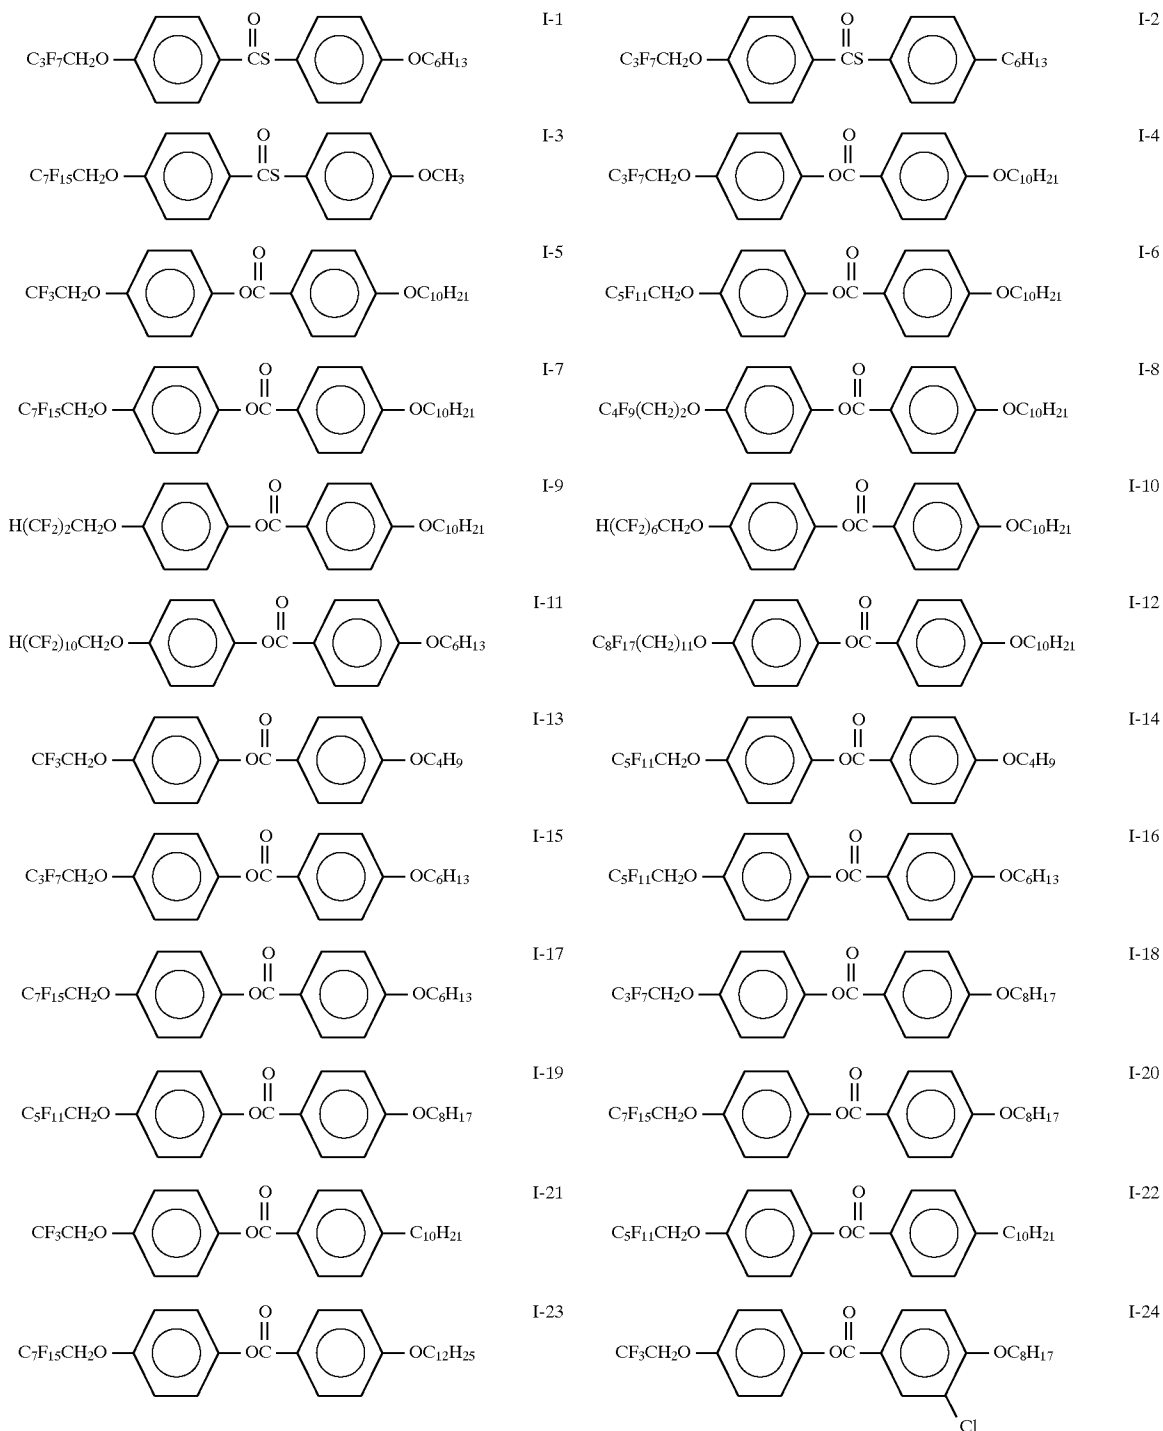 I-1
O
C₃F₇CH₂O CS OC₆H₁₃
I-2
O
C₃F₇CH₂O CS C₆H₁₃
I-3
O
C₇F₁₅CH₂O CS OCH₃
I-4
O
C₃F₇CH₂O OC OC₁₀H₂₁
I-5
O
CF₃CH₂O OC OC₁₀H₂₁
I-6
O
C₅F₁₁CH₂O OC OC₁₀H₂₁
I-7
O
C₇F₁₅CH₂O OC OC₁₀H₂₁
I-8
O
C₄F₉(CH₂)₂O OC OC₁₀H₂₁
I-9
O
H(CF₂)₂CH₂O OC OC₁₀H₂₁
I-10
O
H(CF₂)₆CH₂O OC OC₁₀H₂₁
I-11
O
H(CF₂)₁₀CH₂O OC OC₆H₁₃
I-12
O
C₈F₁₇(CH₂)₁₁O OC OC₁₀H₂₁
I-13
O
CF₃CH₂O OC OC₄H₉
I-14
O
C₅F₁₁CH₂O OC OC₄H₉
I-15
O
C₃F₇CH₂O OC OC₆H₁₃
I-16
O
C₅F₁₁CH₂O OC OC₆H₁₃
I-17
O
C₇F₁₅CH₂O OC OC₆H₁₃
I-18
O
C₃F₇CH₂O OC OC₈H₁₇
I-19
O
C₅F₁₁CH₂O OC OC₈H₁₇
I-20
O
C₇F₁₅CH₂O OC OC₈H₁₇
I-21
O
CF₃CH₂O OC C₁₀H₂₁
I-22
O
C₅F₁₁CH₂O OC C₁₀H₂₁
I-23
O
C₇F₁₅CH₂O OC OC₁₂H₂₅
I-24
O
CF₃CH₂O OC OC₈H₁₇
Cl